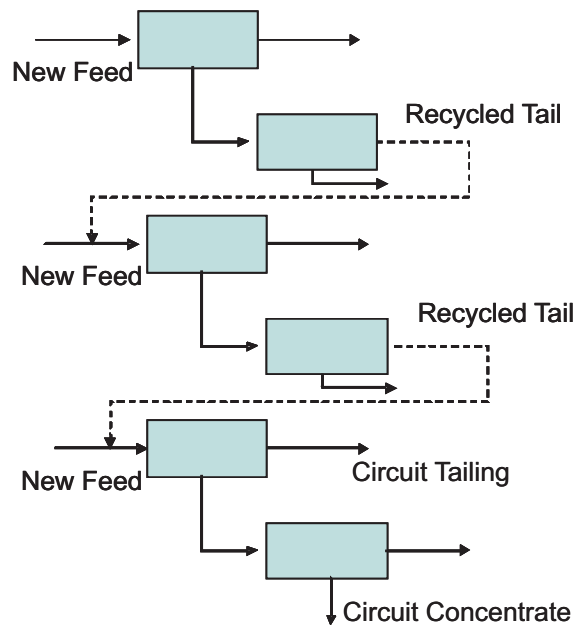 New Feed
Recycled Tail
New Feed
Recycled Tail
Circuit Tailing
New Feed
Circuit Concentrate